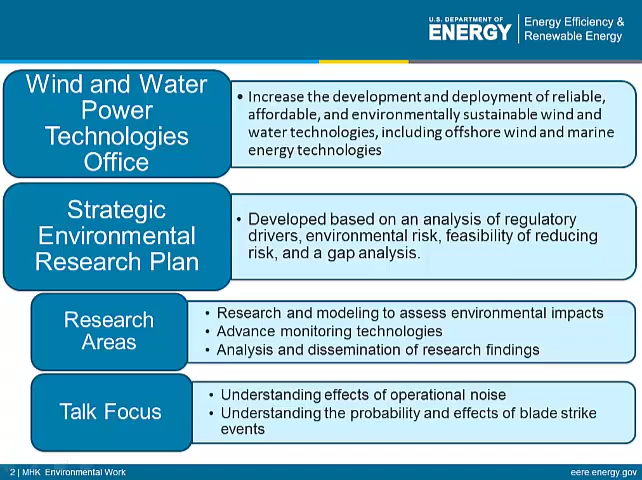 U.S. DEPARTMENT OF
ENERGY
Energy Efficiency &
Renewable Energy
Wind and Water
Power
Technologies
Office
• Increase the development and deployment of reliable,
affordable, and environmentally sustainable wind and
water technologies, including offshore wind and marine
energy technologies
Strategic
Environmental
Research Plan
• Developed based on an analysis of regulatory
drivers, environmental risk, feasibility of reducing
risk, and a gap analysis.
Research
Areas
• Research and modeling to assess environmental impacts
• Advance monitoring technologies
• Analysis and dissemination of research findings
Talk Focus
• Understanding effects of operational noise
• Understanding the probability and effects of blade strike
events
2 | MHK Environmental Work
eere.energy.gov